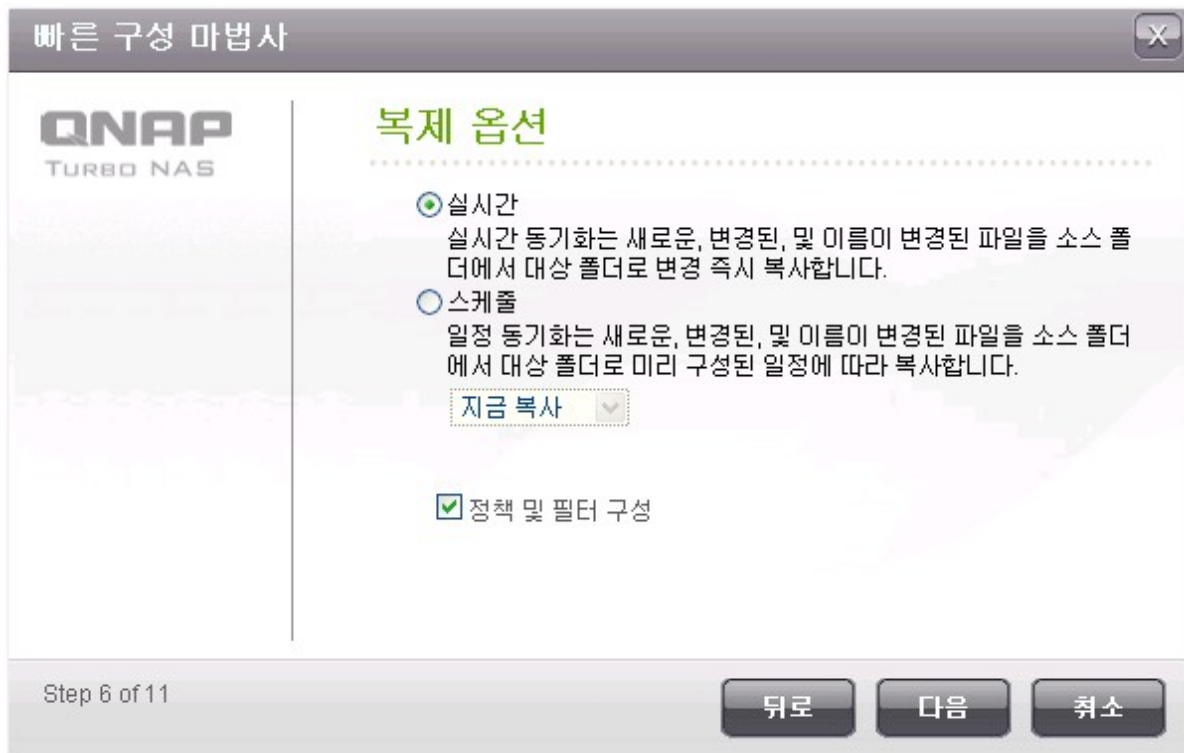 빠른 구성 마법사
X
QNAP
TURBO NAS
복제 옵션
실시간
실시간 동기화는 새로운, 변경된, 및 이름이 변경된 파일을 소스 폴
더에서 대상 폴더로 변경 즉시 복사합니다.
스케줄
일정 동기화는 새로운, 변경된, 및 이름이 변경된 파일을 소스 폴더
에서 대상 폴더로 미리 구성된 일정에 따라 복사합니다.
지금 복사
정책 및 필터 구성
Step 6 of 11
뒤로
다음
취소